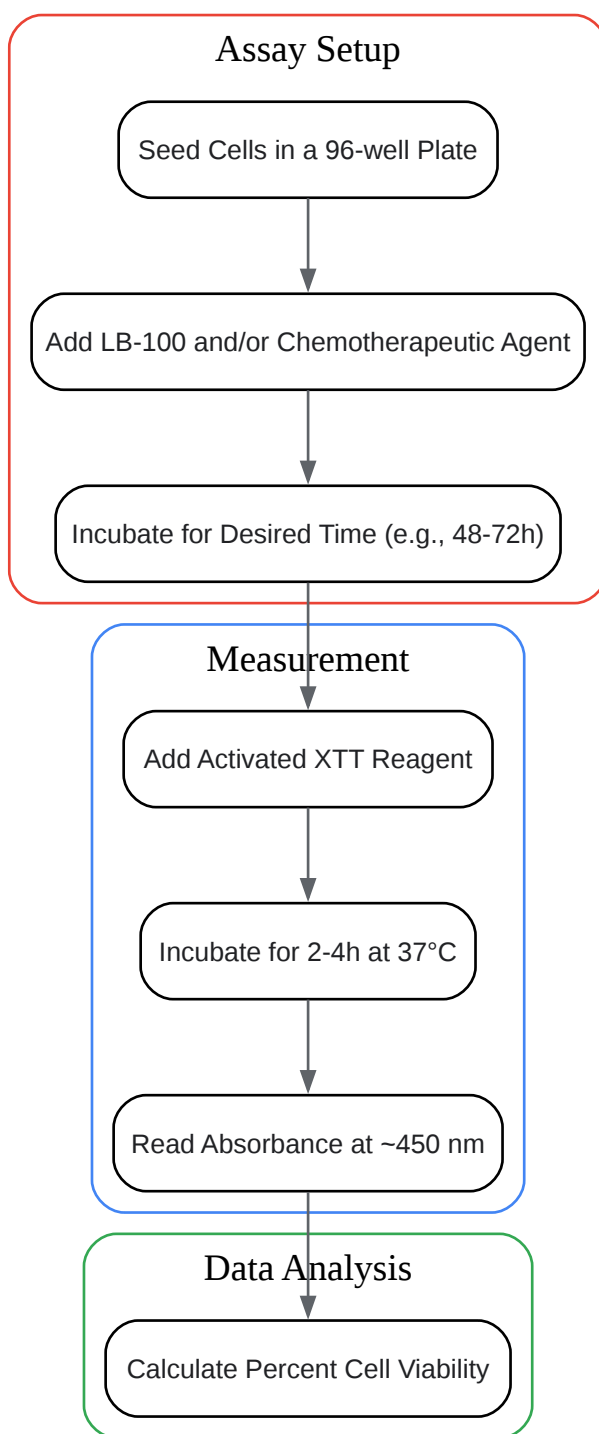 Assay Setup
Seed Cells in a 96-well Plate
Add LB-100 and/or Chemotherapeutic Agent
Incubate for Desired Time (e.g., 48-72h)
Measurement
Add Activated XTT Reagent
Incubate for 2-4h at 37°C
Read Absorbance at ~450 nm
Data Analysis
Calculate Percent Cell Viability